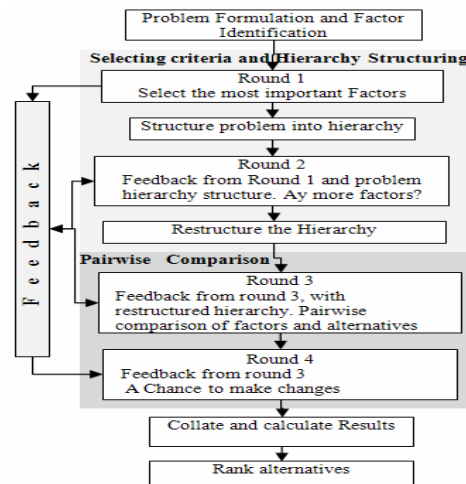 Problem Formulation and Factor
Identification
Selecting criteria and Hierarchy Structuring
Round 1
Select the most important Factors
Structure problem into hierarchy
Round 2
Feedback from Round 1 and problem
hierarchy structure. Ay more factors?
Restructure the Hierarchy
Pairwise Comparison
Round 3
Feedback from round 3, with
restructured hierarchy. Pairwise
comparison of factors and alternatives
Round 4
Feedback from round 3
A Chance to make changes
Collate and calculate Results
Rank alternatives
Feedback